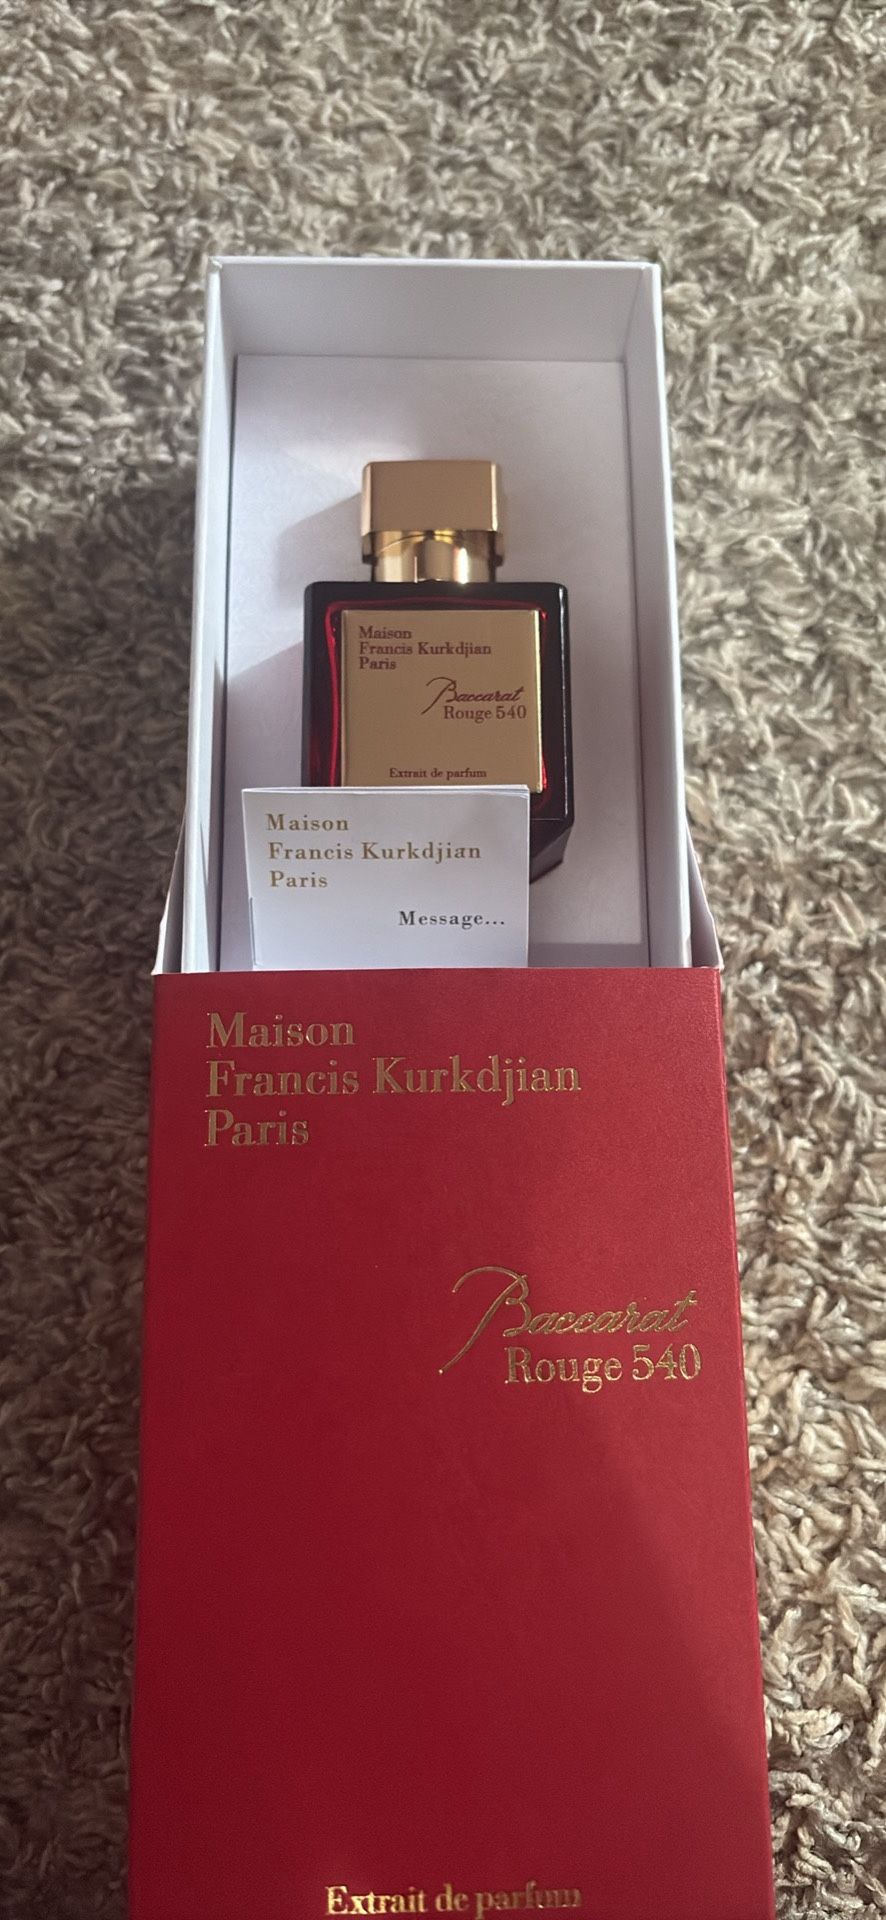 Maison
Francis Kurkdjian
Paris
Baccarat
Rouge 540
Extrait de parfum
Maison
Francis Kurkdjian
Paris
Message...
Maison
Francis Kurkdjian
Paris
Baccarat
Rouge 540
Extrait de parfum